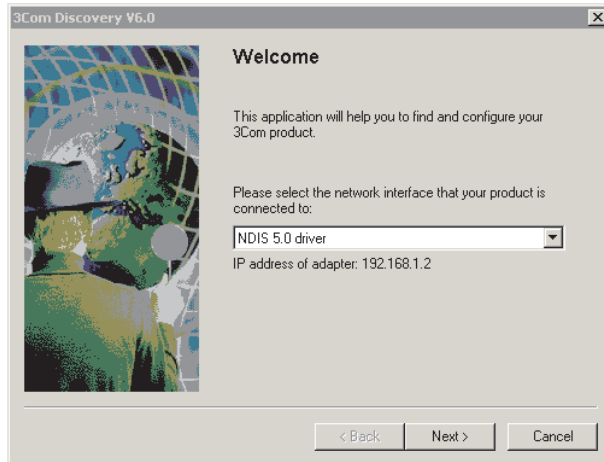 3Com Discovery V6.0
Welcome
This application will help you to find and configure your
3Com product.
Please select the network interface that your product is
connected to:
NDIS 5.0 driver
IP address of adapter: 192.168.1.2
< Back
Next >
Cancel